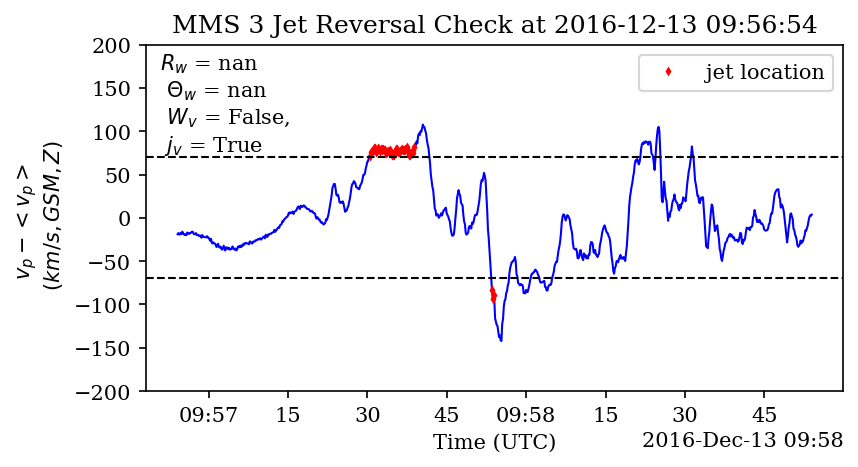 MMS 3 Jet Reversal Check at 2016-12-13 09:56:54
R_w = nan
Θ_w = nan
W_v = False,
j_v = True
jet location
v_p − < v_p >
(km/s, GSM, Z)
200
150
100
50
0
−50
−100
−150
−200
09:57 15 30 45 09:58 15 30 45
Time (UTC)
2016-Dec-13 09:58